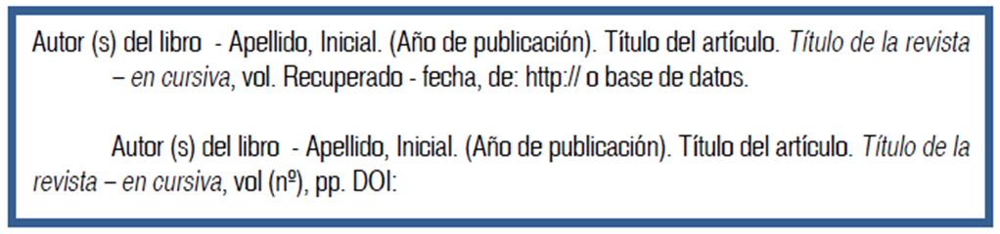 Autor (s) del libro - Apellido, Inicial. (Año de publicación). Título del artículo. Título de la revista
– en cursiva, vol. Recuperado - fecha, de: http:// o base de datos.
Autor (s) del libro - Apellido, Inicial. (Año de publicación). Título del artículo. Título de la
revista – en cursiva, vol (nº), pp. DOI: